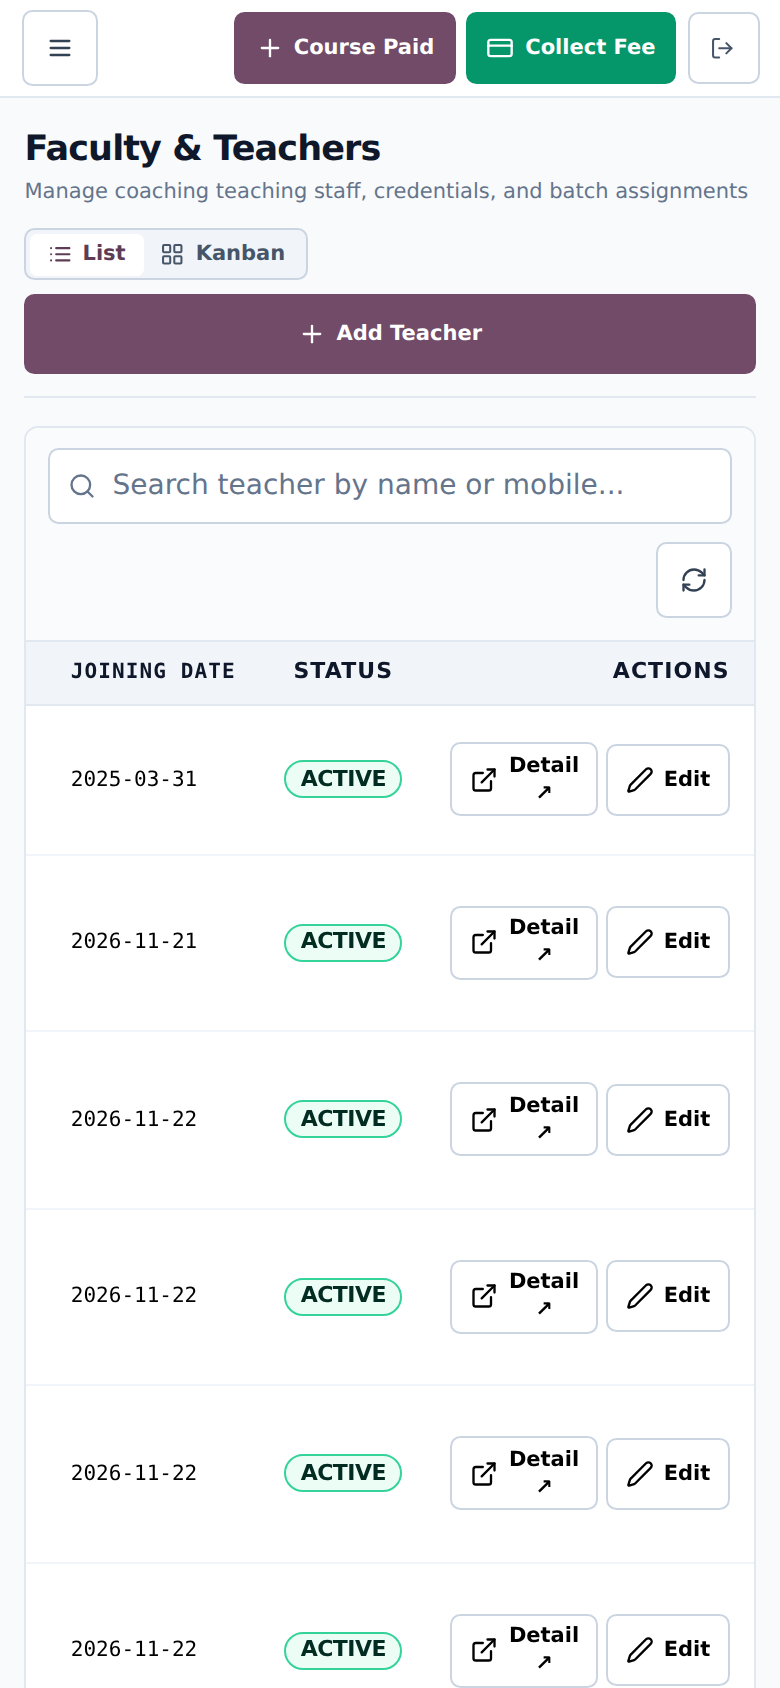 Course Paid
Collect Fee
Faculty & Teachers
Manage coaching teaching staff, credentials, and batch assignments
List
Kanban
Add Teacher
Search teacher by name or mobile...
JOINING DATE STATUS ACTIONS
2025-03-31 ACTIVE Detail ↗ Edit
2026-11-21 ACTIVE Detail ↗ Edit
2026-11-22 ACTIVE Detail ↗ Edit
2026-11-22 ACTIVE Detail ↗ Edit
2026-11-22 ACTIVE Detail ↗ Edit
2026-11-22 ACTIVE Detail ↗ Edit